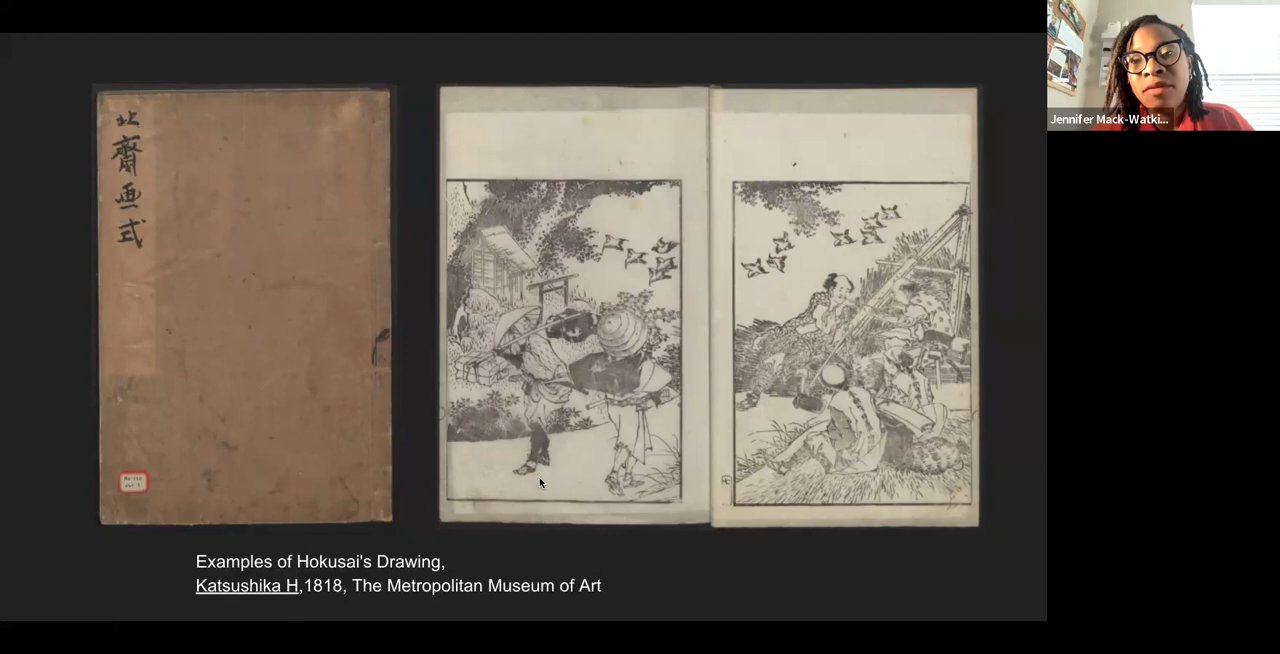 北
齋
画
式
Examples of Hokusai's Drawing,
Katsushika H,1818, The Metropolitan Museum of Art
Jennifer Mack-Watki...